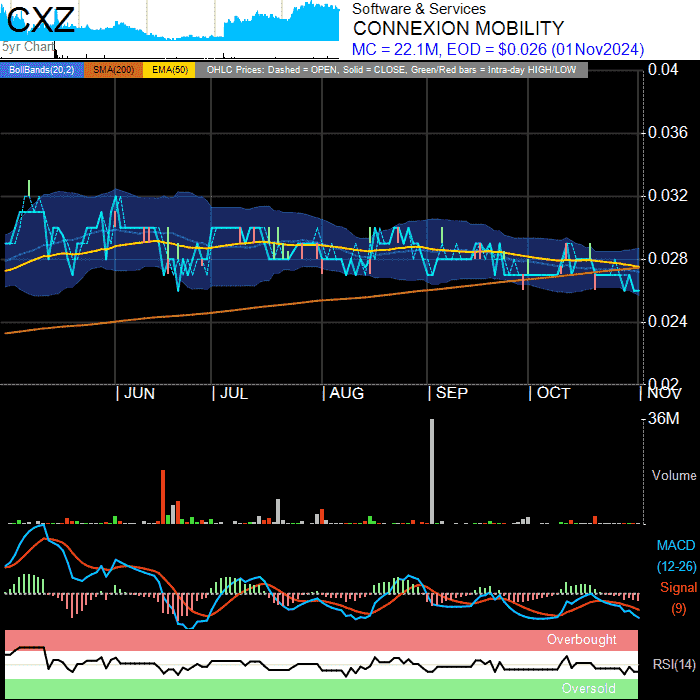 CXZ
5yr Chart
Software & Services
CONNEXION MOBILITY
MC = 22.1M, EOD = $0.026 (01Nov2024)
BollBands(20,2) SMA(200) EMA(50) OHLC Prices: Dashed = OPEN, Solid = CLOSE, Green/Red bars = Intra-day HIGH/LOW
0.04
0.036
0.032
0.028
0.024
0.02
| JUN | JUL | AUG | SEP | OCT | NOV
36M
Volume
MACD
(12-26)
Signal
(9)
Overbought
RSI(14)
Oversold